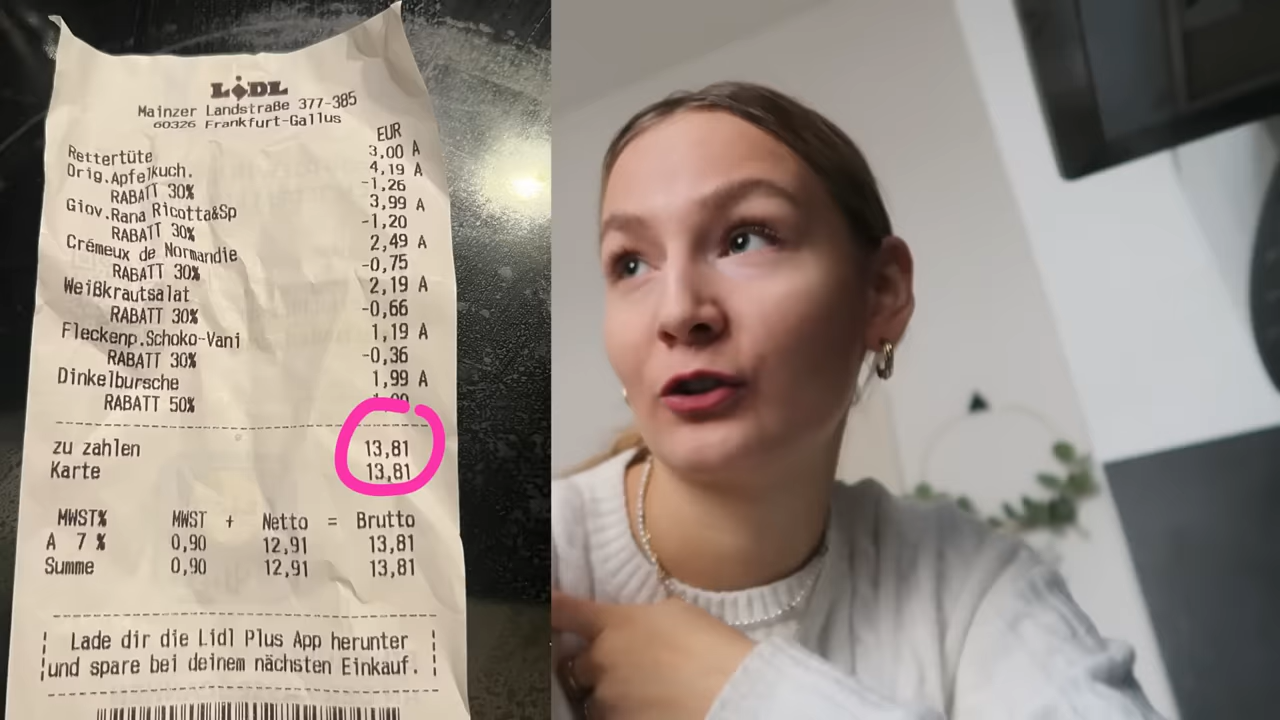 LIDL
Mainzer Landstraße 377-385
60326 Frankfurt-Gallus
EUR
Rettertüte 3,00 A
Orig.Apfelkuch. 4,19 A
RABATT 30% -1,26
Giov.Rana Ricotta&Sp 3,99 A
RABATT 30% -1,20
Crémeux de Normandie 2,49 A
RABATT 30% -0,75
Weißkrautsalat 2,19 A
RABATT 30% -0,66
Fleckenp.Schoko-Vani 1,19 A
RABATT 30% -0,36
Dinkelbursche 1,99 A
RABATT 50%
zu zahlen 13,81
Karte 13,81
MWST% MWST + Netto = Brutto
A 7 % 0,90 12,91 13,81
Summe 0,90 12,91 13,81
Lade dir die Lidl Plus App herunter
und spare bei deinem nächsten Einkauf.